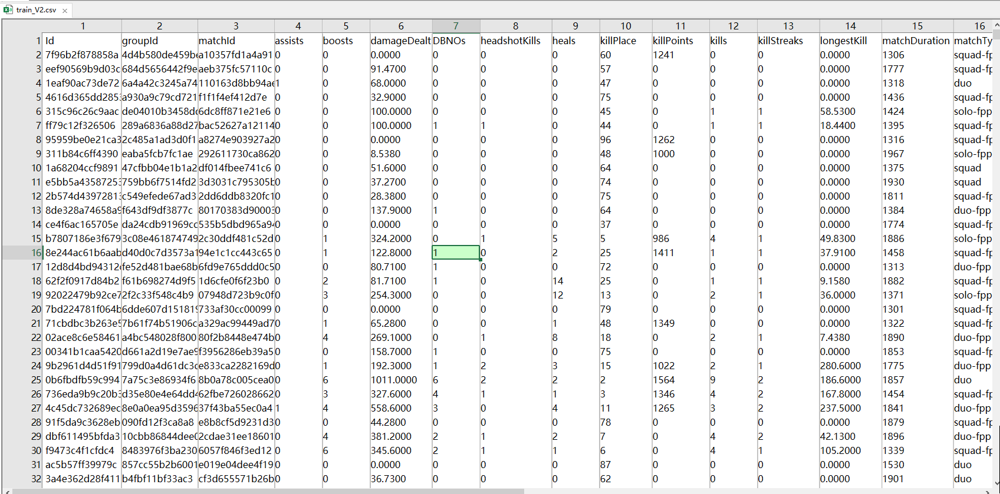 train_V2.csv
1 2 3 4 5 6 7 8 9 10 11 12 13 14 15 16
1 Id groupId matchId assists boosts damageDealt DBNOs headshotKills heals killPlace killPoints kills killStreaks longestKill matchDuration matchTy
2 7f96b2f878858a 4d4b580de459be a10357fd1a4a91 0 0 0.0000 0 0 0 60 1241 0 0 0.0000 1306 squad-fp
3 eef90569b9d03c 684d5656442f9e aeb375fc57110c 0 0 91.4700 0 0 0 57 0 0 0 0.0000 1777 squad-fp
4 1eaf90ac73de72 6a4a42c3245a74 110163d8bb94ae 1 0 68.0000 0 0 0 47 0 0 0 0.0000 1318 duo
5 4616d365dd2853 a930a9c79cd721 f1f1f4ef412d7e 0 0 32.9000 0 0 0 75 0 0 0 0.0000 1436 squad-fp
6 315c96c26c9aac de04010b3458dd 6dc8ff871e21e6 0 0 100.0000 0 0 0 45 0 1 1 58.5300 1424 solo-fpp
7 ff79c12f326506 289a6836a88d27 bac52627a12114 0 0 100.0000 1 1 0 44 0 1 1 18.4400 1395 squad-fp
8 95959be0e21ca3 2c485a1ad3d0f1 a8274e903927a2 0 0 0.0000 0 0 0 96 1262 0 0 0.0000 1316 squad-fp
9 311b84c6ff4390 eaba5fcb7fc1ae 292611730ca862 0 0 8.5380 0 0 0 48 1000 0 0 0.0000 1967 solo-fpp
10 1a68204ccf9891 47cfbb04e1b1a2 df014fbee741c6 0 0 51.6000 0 0 0 64 0 0 0 0.0000 1375 squad
11 e5bb5a43587253 759bb6f7514fd2 3d3031c795305b 0 0 37.2700 0 0 0 74 0 0 0 0.0000 1930 squad
12 2b574d43972813 c549efede67ad3 2dd6ddb8320fc1 0 0 28.3800 0 0 0 75 0 0 0 0.0000 1811 squad-fp
13 8de328a74658a9 f643df9df3877c 80170383d90003 0 0 137.9000 1 0 0 64 0 0 0 0.0000 1384 duo-fpp
14 ce4f6ac165705e da24cdb91969cc 535b5dbd965a94 0 0 0.0000 0 0 0 37 0 0 0 0.0000 1774 squad-fp
15 b7807186e3f679 3c08e461874749 2c30ddf481c52d 0 1 324.2000 0 1 5 5 986 4 1 49.8300 1886 solo-fpp
16 8e244ac61b6aab d40d0c7d3573a1 94e1c1cc443c65 0 1 122.8000 1 0 2 25 1411 1 1 37.9100 1458 squad-fp
17 12d8d4bd94312 fe52d481bae68b 6fd9e765ddd0c5 0 0 80.7100 1 0 0 72 0 0 0 0.0000 1313 duo-fpp
18 62f2f0917d84b2 f61b698274d9f5 1d6cfe0f6f23b0 0 2 81.7100 1 0 14 25 0 1 1 9.1580 1882 squad-fp
19 92022479b92ce7 2f2c33f548c4b9 07948d723b9c0f 0 3 254.3000 0 0 12 13 0 2 1 36.0000 1371 solo-fpp
20 7bd224781f064b 6dde607d151819 733af30cc00099 0 0 0.0000 0 0 0 79 0 0 0 0.0000 1301 squad-fp
21 71cbdbc3b263e5 7b61f74b51906c a329ac99449ad7 0 1 65.2800 0 0 1 48 1349 0 0 0.0000 1322 squad-fp
22 02ace8c6e58461 a4bc548028f800 80f2b8448e474b 0 4 269.1000 0 1 8 18 0 2 1 7.4380 1890 duo-fpp
23 00341b1caa5420 d661a2d19e7ae9 f3956286eb39a5 0 0 158.7000 1 0 0 75 0 0 0 0.0000 1853 squad-fp
24 9b2961d4d51f91 799d0a4d61dc3c e833ca2282169d 0 1 192.3000 1 2 3 15 1022 2 1 280.6000 1775 duo-fpp
25 0b6fbdfb59c994 7a75c3e86934f6 8b0a78c005cea0 0 6 1011.0000 6 2 2 2 1564 9 2 186.6000 1857 duo
26 736eda9b9c20b3 d35e80e4e64dd4 62fbe726028662 0 3 327.6000 4 1 1 3 1346 4 2 167.8000 1454 squad-fp
27 4c45dc732689ec 8e0a0ea95d3596 37f43ba55ec0a4 1 4 558.6000 3 0 4 11 1265 3 2 237.5000 1841 duo-fpp
28 91f5da9c3628eb 090fd12f3ca8a8 e8b8cf5d9231d3 0 0 44.2800 0 0 0 78 0 0 0 0.0000 1879 squad-fp
29 dbf611495bfda3 10cbb86844dee0 2cdae31ee18601 0 4 381.2000 2 1 2 7 0 4 2 42.1300 1896 duo-fpp
30 f9473c4f1cfdc4 8483976f3ba230 6057f846f3ed12 0 6 345.6000 2 1 1 6 0 4 1 105.2000 1339 squad-fp
31 ac5b57ff39979c 857cc55b2b6001 e019e04dee4f19 0 0 0.0000 0 0 0 87 0 0 0 0.0000 1530 duo
32 3a4e362d28f411 b4fbf11bf33ac3 cf3d655571b26b 0 0 36.7300 0 0 0 62 0 0 0 0.0000 1901 duo